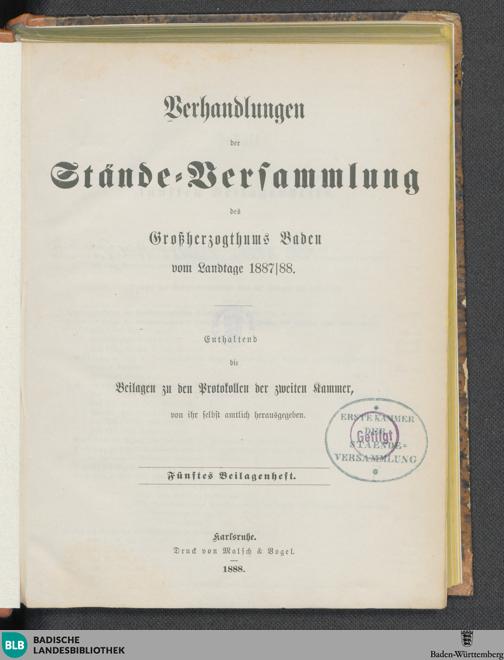 Verhandlungen
der
Stände-Versammlung
des
Großherzogthums Baden
vom Landtage 1887/88.
Enthaltend
die
Beilagen zu den Protokollen der zweiten Kammer,
von ihr selbst amtlich herausgegeben.
ERSTE KAMMER
DER
Getilgt
STAENDE=
VERSAMMLUNG
Fünftes Beilagenheft.
Karlsruhe.
Druck von Malsch & Vogel.
1888.
BLB
BADISCHE
LANDESBIBLIOTHEK
Baden-Württemberg